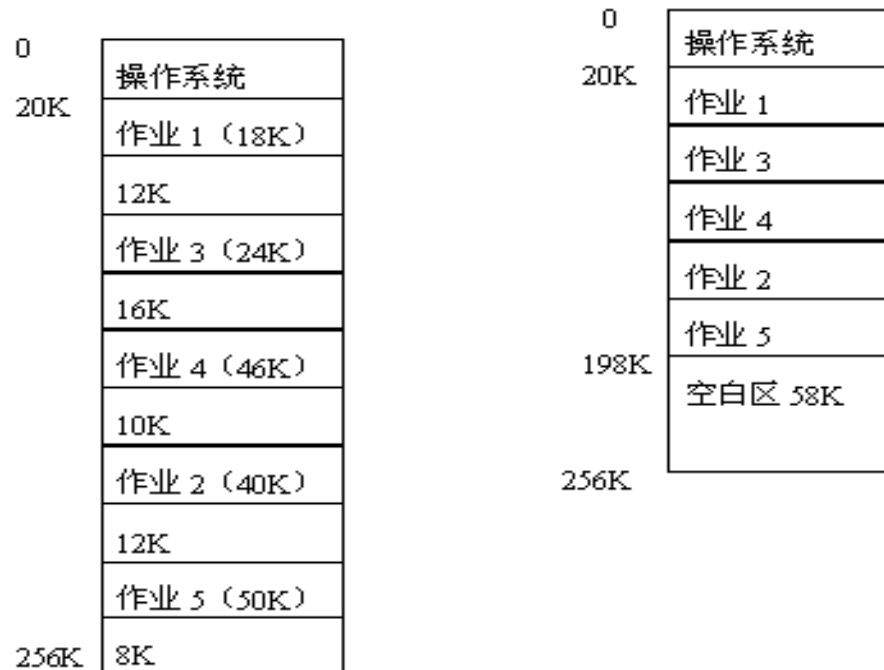 0
操作系统
20K
作业 1（18K）
12K
作业 3（24K）
16K
作业 4（46K）
10K
作业 2（40K）
12K
作业 5（50K）
256K
8K
0
操作系统
20K
作业 1
作业 3
作业 4
作业 2
作业 5
198K
空白区 58K
256K